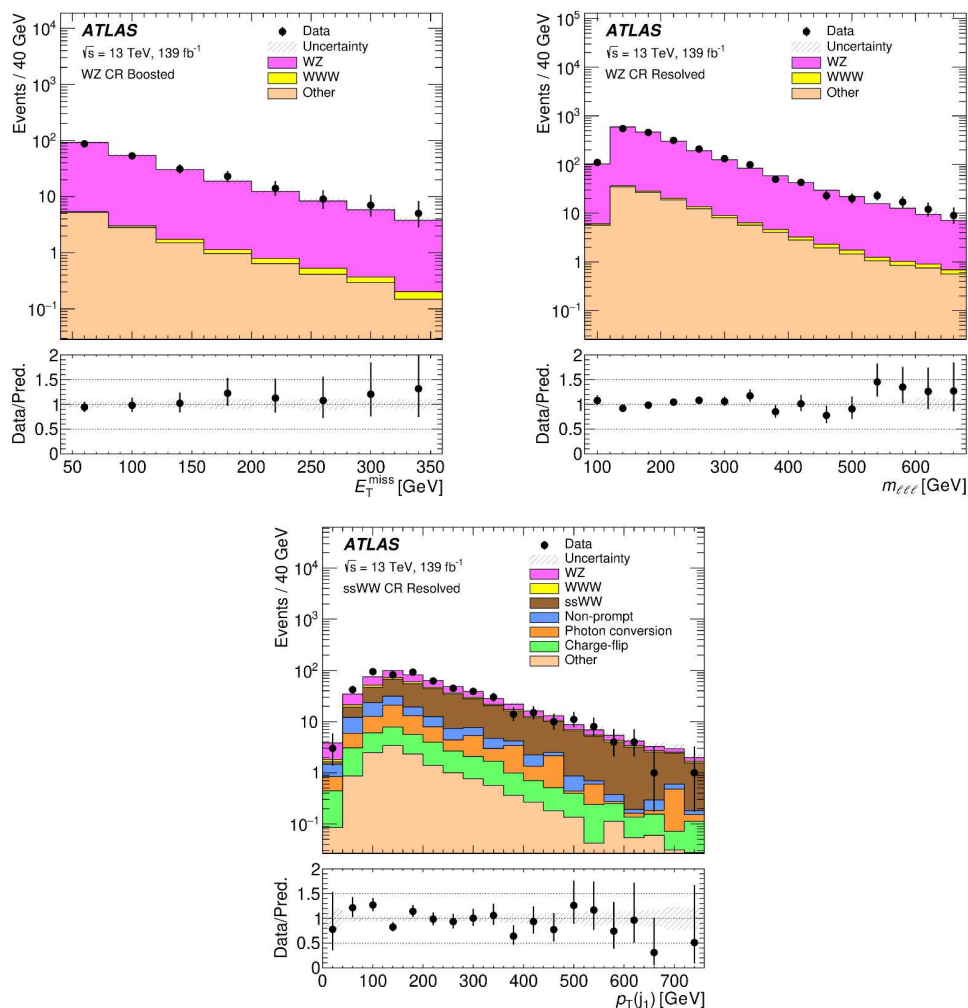 Events / 40 GeV
ATLAS
√s = 13 TeV, 139 fb⁻¹
WZ CR Boosted
Data
Uncertainty
WZ
WWW
Other
10⁴
10³
10²
10
1
10⁻¹
Data/Pred.
2
1.5
1
0.5
0
50 100 150 200 250 300 350
E_T^miss [GeV]
Events / 40 GeV
ATLAS
√s = 13 TeV, 139 fb⁻¹
WZ CR Resolved
Data
Uncertainty
WZ
WWW
Other
10⁵
10⁴
10³
10²
10
1
10⁻¹
Data/Pred.
2
1.5
1
0.5
0
100 200 300 400 500 600
m_ℓℓℓ [GeV]
Events / 40 GeV
ATLAS
√s = 13 TeV, 139 fb⁻¹
ssWW CR Resolved
Data
Uncertainty
WZ
WWW
ssWW
Non-prompt
Photon conversion
Charge-flip
Other
10⁴
10³
10²
10
1
10⁻¹
Data/Pred.
2
1.5
1
0.5
0
0 100 200 300 400 500 600 700
p_T(j₁) [GeV]